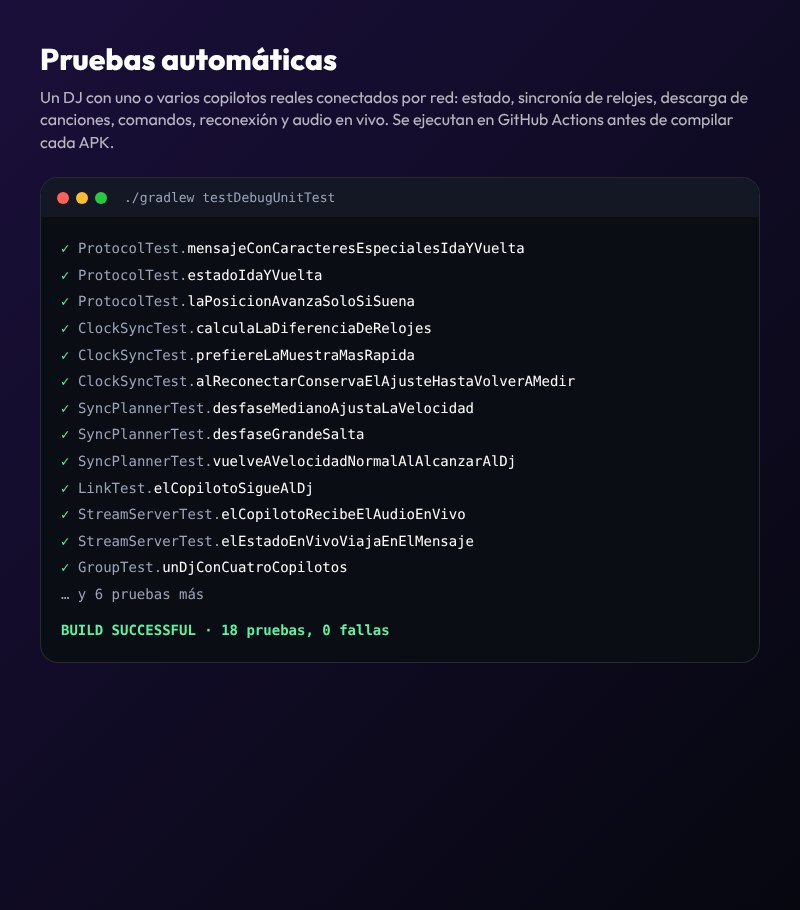 Pruebas automáticas
Un DJ con uno o varios copilotos reales conectados por red: estado, sincronía de relojes, descarga de
canciones, comandos, reconexión y audio en vivo. Se ejecutan en GitHub Actions antes de compilar
cada APK.
./gradlew testDebugUnitTest
✓ ProtocolTest.mensajeConCaracteresEspecialesIdaYVuelta
✓ ProtocolTest.estadoIdaYVuelta
✓ ProtocolTest.laPosicionAvanzaSoloSiSuena
✓ ClockSyncTest.calculaLaDiferenciaDeRelojes
✓ ClockSyncTest.prefiereLaMuestraMasRapida
✓ ClockSyncTest.alReconectarConservaElAjusteHastaVolverAMedir
✓ SyncPlannerTest.desfaseMedianoAjustaLaVelocidad
✓ SyncPlannerTest.desfaseGrandeSalta
✓ SyncPlannerTest.vuelveAVelocidadNormalAlAlcanzarAlDj
✓ LinkTest.elCopilotoSigueAlDj
✓ StreamServerTest.elCopilotoRecibeElAudioEnVivo
✓ StreamServerTest.elEstadoEnVivoViajaEnElMensaje
✓ GroupTest.unDjConCuatroCopilotos
… y 6 pruebas más
BUILD SUCCESSFUL · 18 pruebas, 0 fallas